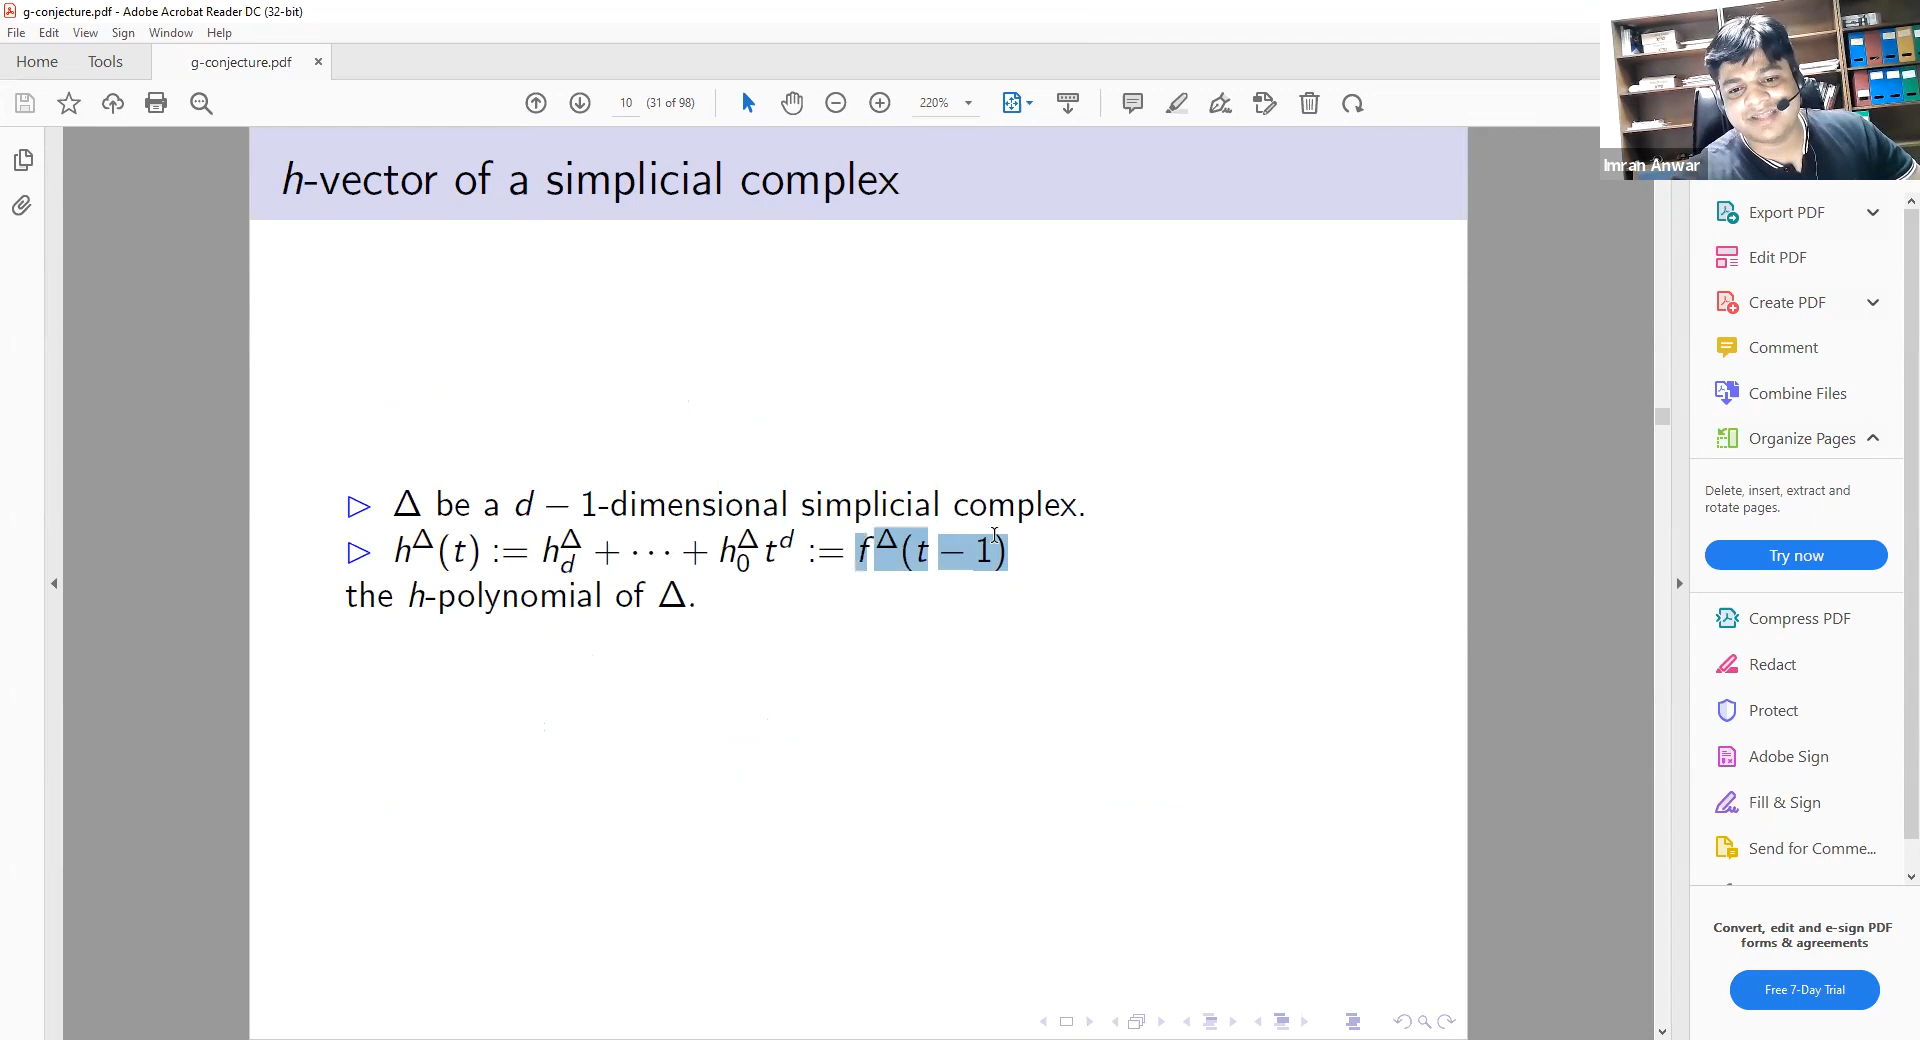 g-conjecture.pdf - Adobe Acrobat Reader DC (32-bit)
File Edit View Sign Window Help
Home Tools g-conjecture.pdf ×
10 (31 of 98) 220%
Imran Anwar
h-vector of a simplicial complex
▷ Δ be a d − 1-dimensional simplicial complex.
▷ h^Δ(t) := h_d^Δ + ··· + h_0^Δ t^d := f^Δ(t − 1)
the h-polynomial of Δ.
Export PDF
Edit PDF
Create PDF
Comment
Combine Files
Organize Pages
Delete, insert, extract and
rotate pages.
Try now
Compress PDF
Redact
Protect
Adobe Sign
Fill & Sign
Send for Comme...
Convert, edit and e-sign PDF
forms & agreements
Free 7-Day Trial